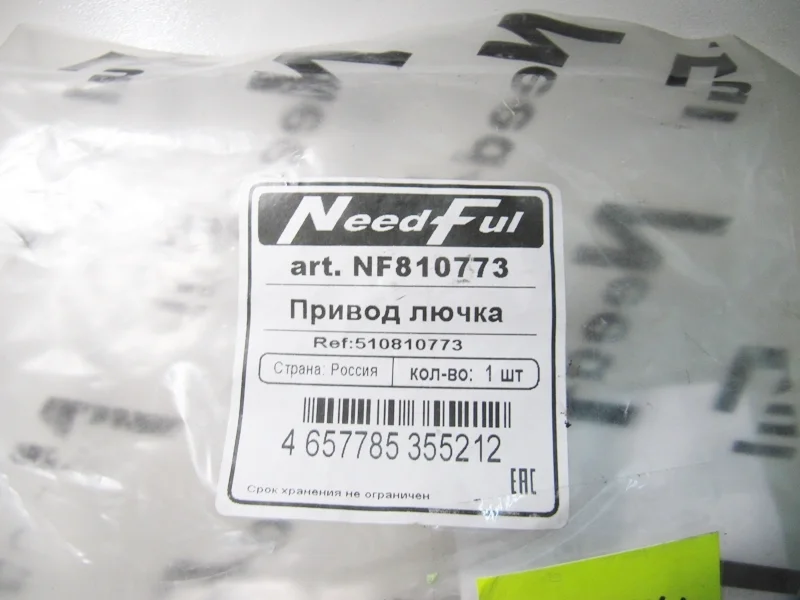 NeedFul
art. NF810773
Привод лючка
Ref:510810773
Страна: Россия кол-во: 1 шт
4 657785 355212
EAC
Срок хранения не ограничен